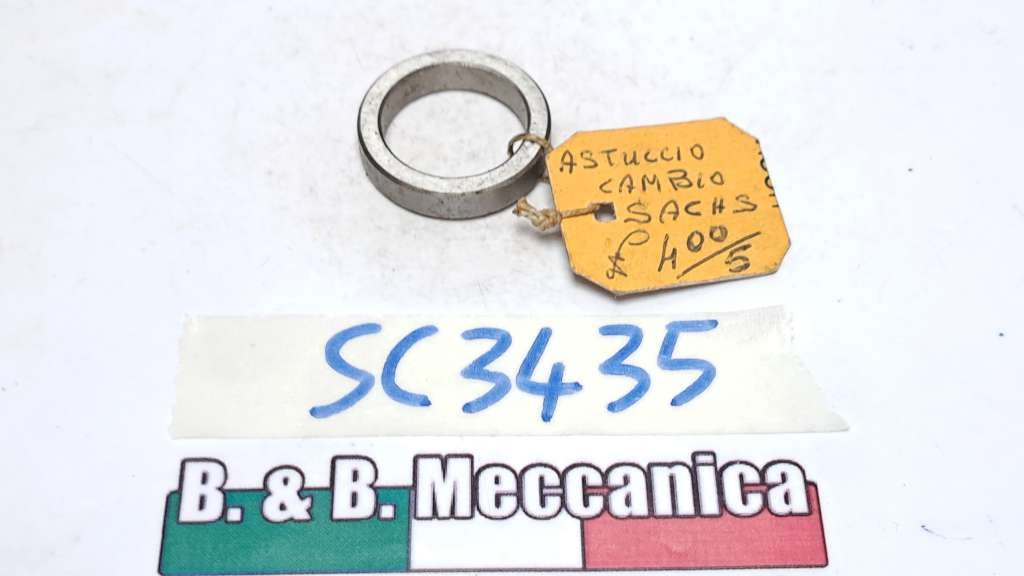 ASTUCCIO
CAMBIO
SACHS
400/5
SC3435
B. & B. Meccanica